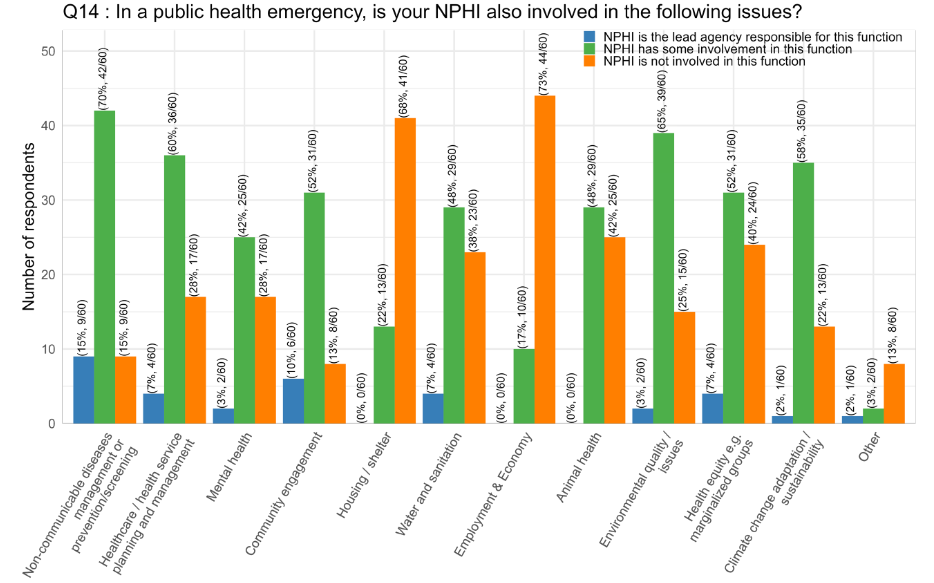 Q14 : In a public health emergency, is your NPHI also involved in the following issues?
NPHI is the lead agency responsible for this function
NPHI has some involvement in this function
NPHI is not involved in this function
Number of respondents
50
40
30
20
10
0
(15%, 9/60)
(70%, 42/60)
(15%, 9/60)
(7%, 4/60)
(60%, 36/60)
(28%, 17/60)
(3%, 2/60)
(42%, 25/60)
(28%, 17/60)
(10%, 6/60)
(52%, 31/60)
(13%, 8/60)
(0%, 0/60)
(22%, 13/60)
(68%, 41/60)
(7%, 4/60)
(48%, 29/60)
(38%, 23/60)
(0%, 0/60)
(17%, 10/60)
(73%, 44/60)
(0%, 0/60)
(48%, 29/60)
(42%, 25/60)
(3%, 2/60)
(65%, 39/60)
(25%, 15/60)
(7%, 4/60)
(52%, 31/60)
(40%, 24/60)
(2%, 1/60)
(58%, 35/60)
(22%, 13/60)
(2%, 1/60)
(3%, 2/60)
(13%, 8/60)
Non-communicable diseases
management or
prevention/screening
Healthcare / health service
planning and management
Mental health
Community engagement
Housing / shelter
Water and sanitation
Employment & Economy
Animal health
Environmental quality /
issues
Health equity e.g.
marginalized groups
Climate change adaptation /
sustainability
Other